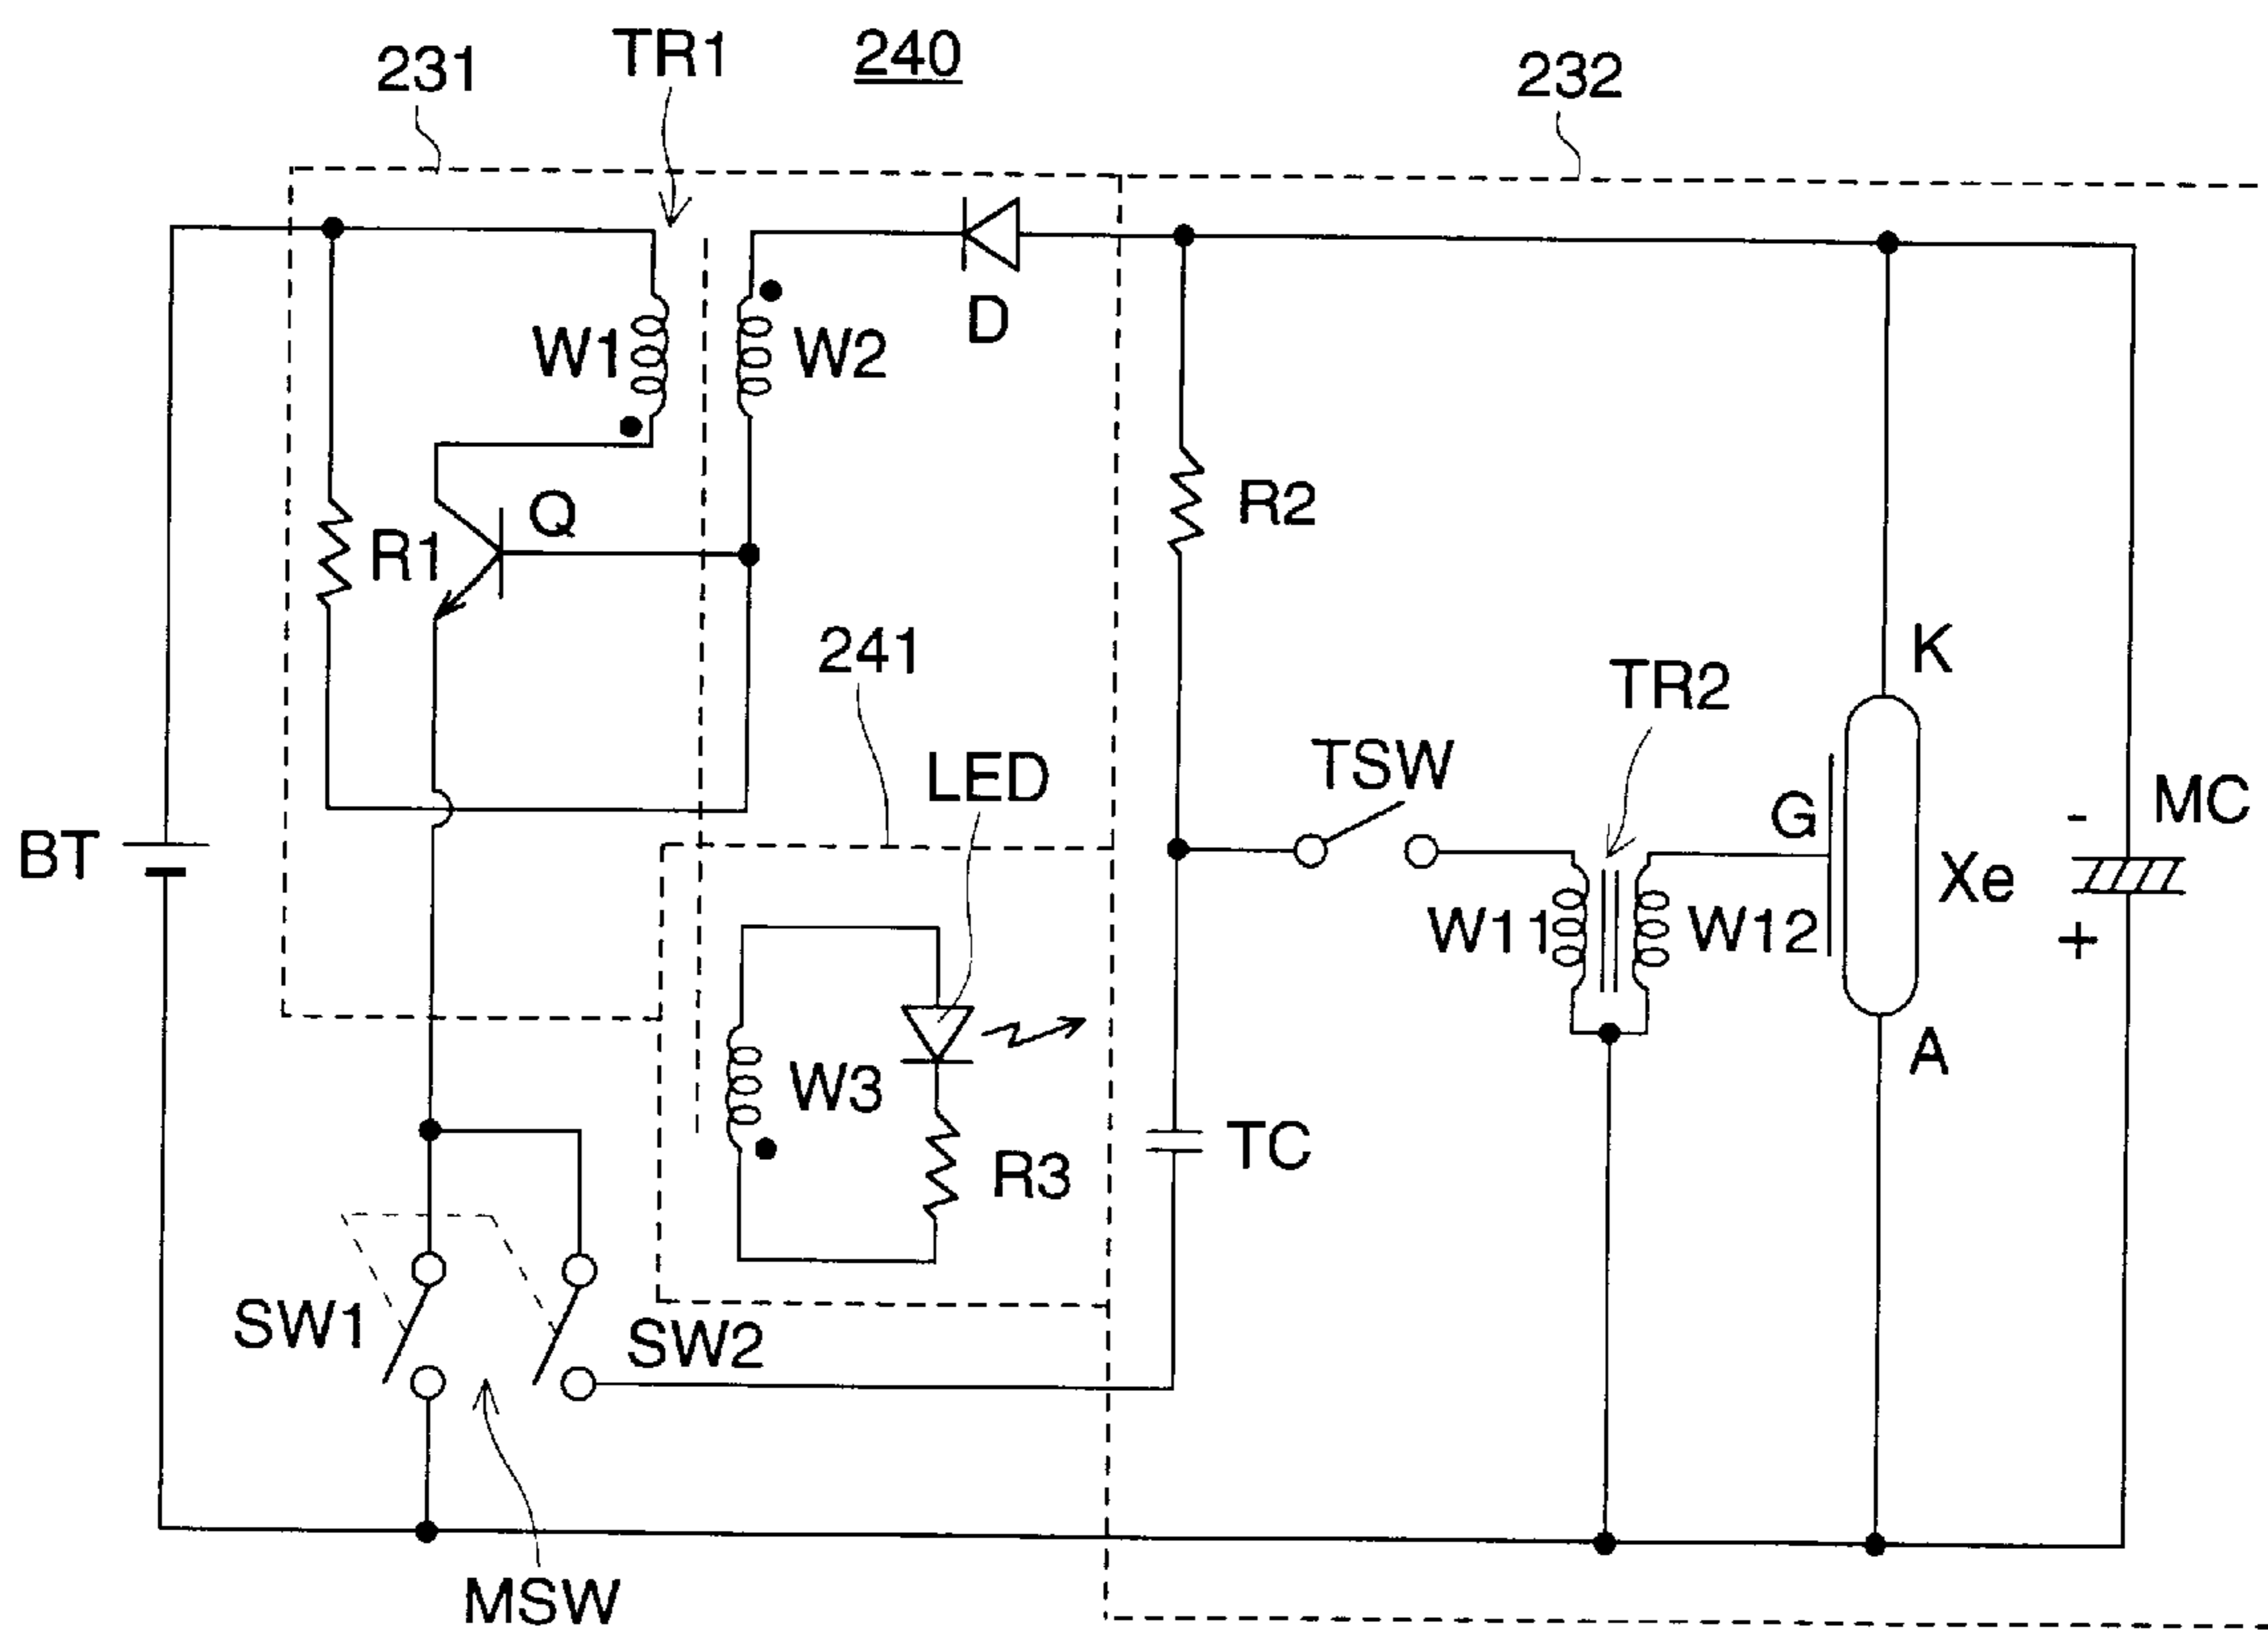 TR1
240
231
232
D
W1
W2
Q
R2
R1
241
K
TR2
LED
TSW
G
-
MC
BT
Xe
W11
W12
+
A
W3
TC
R3
SW1
SW2
MSW